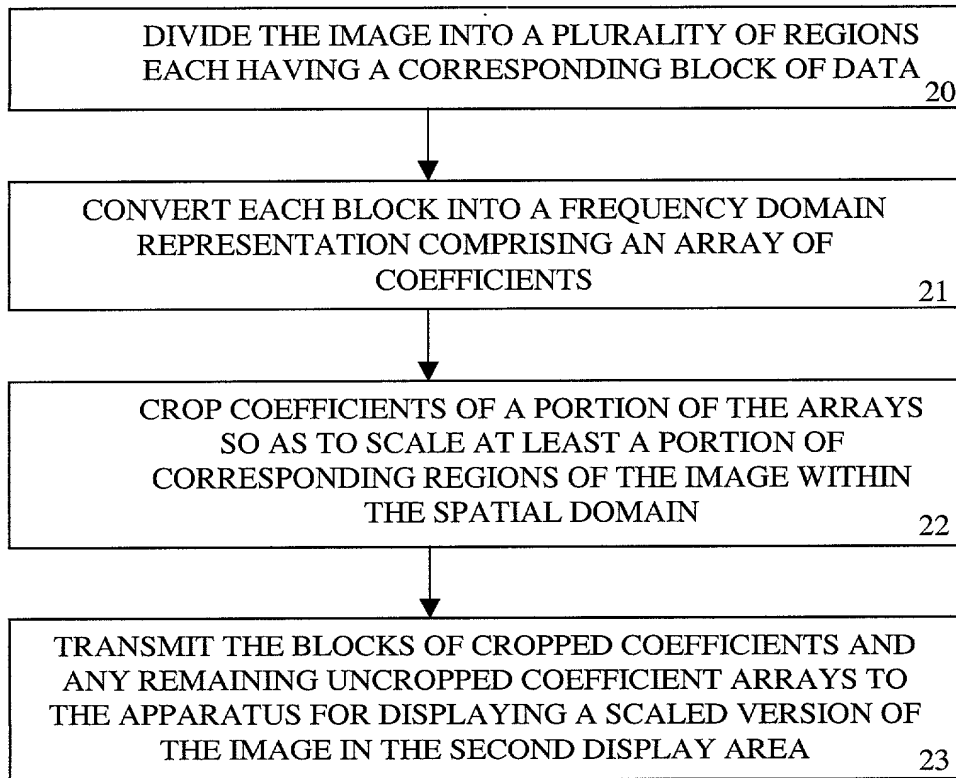 DIVIDE THE IMAGE INTO A PLURALITY OF REGIONS
EACH HAVING A CORRESPONDING BLOCK OF DATA
20
CONVERT EACH BLOCK INTO A FREQUENCY DOMAIN
REPRESENTATION COMPRISING AN ARRAY OF
COEFFICIENTS
21
CROP COEFFICIENTS OF A PORTION OF THE ARRAYS
SO AS TO SCALE AT LEAST A PORTION OF
CORRESPONDING REGIONS OF THE IMAGE WITHIN
THE SPATIAL DOMAIN
22
TRANSMIT THE BLOCKS OF CROPPED COEFFICIENTS AND
ANY REMAINING UNCROPPED COEFFICIENT ARRAYS TO
THE APPARATUS FOR DISPLAYING A SCALED VERSION OF
THE IMAGE IN THE SECOND DISPLAY AREA
23